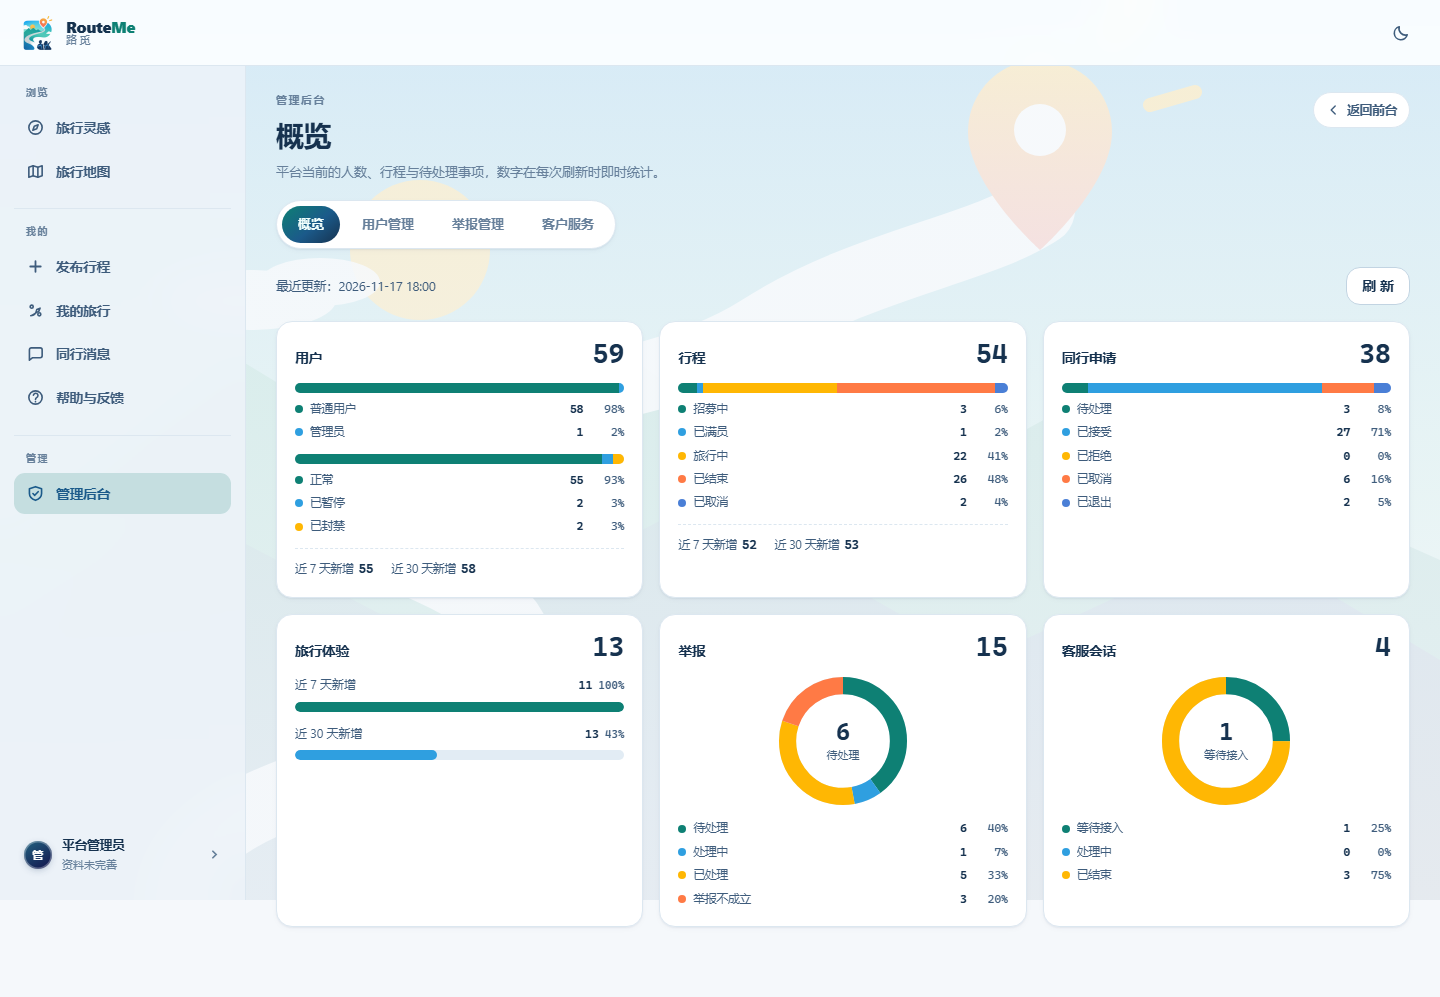 RouteMe
路觅
浏览
旅行灵感
旅行地图
我的
发布行程
我的旅行
同行消息
帮助与反馈
管理
管理后台
管
平台管理员
资料未完善
管理后台
返回前台
概览
平台当前的人数、行程与待处理事项，数字在每次刷新时即时统计。
概览 用户管理 举报管理 客户服务
最近更新：2026-11-17 18:00
刷 新
用户 59
普通用户 58 98%
管理员 1 2%
正常 55 93%
已暂停 2 3%
已封禁 2 3%
近 7 天新增 55 近 30 天新增 58
行程 54
招募中 3 6%
已满员 1 2%
旅行中 22 41%
已结束 26 48%
已取消 2 4%
近 7 天新增 52 近 30 天新增 53
同行申请 38
待处理 3 8%
已接受 27 71%
已拒绝 0 0%
已取消 6 16%
已退出 2 5%
旅行体验 13
近 7 天新增 11 100%
近 30 天新增 13 43%
举报 15
6
待处理
待处理 6 40%
处理中 1 7%
已处理 5 33%
举报不成立 3 20%
客服会话 4
1
等待接入
等待接入 1 25%
处理中 0 0%
已结束 3 75%